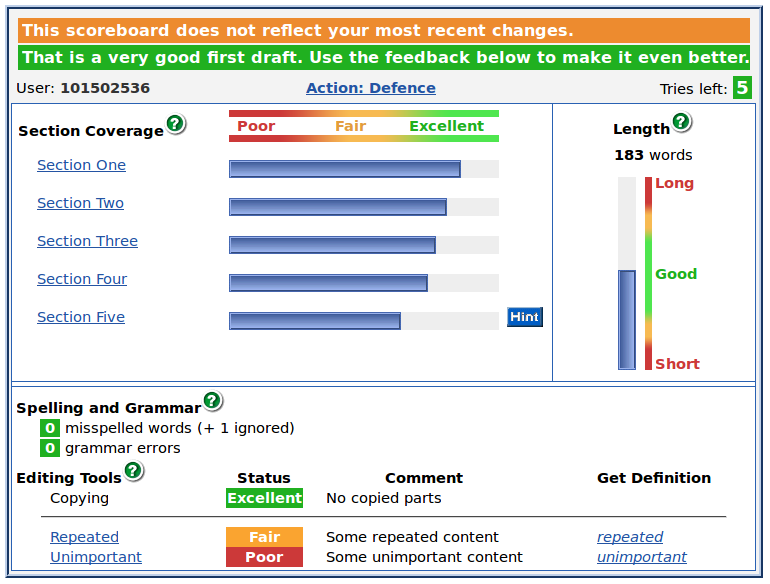 This scoreboard does not reflect your most recent changes.
That is a very good first draft. Use the feedback below to make it even better.
User: 101502536 Action: Defence Tries left: 5
Section Coverage ? Poor Fair Excellent
Section One
Section Two
Section Three
Section Four
Section Five Hint
Length ?
183 words
Long
Good
Short
Spelling and Grammar ?
0 misspelled words (+ 1 ignored)
0 grammar errors
Editing Tools ? Status Comment Get Definition
Copying Excellent No copied parts
Repeated Fair Some repeated content repeated
Unimportant Poor Some unimportant content unimportant